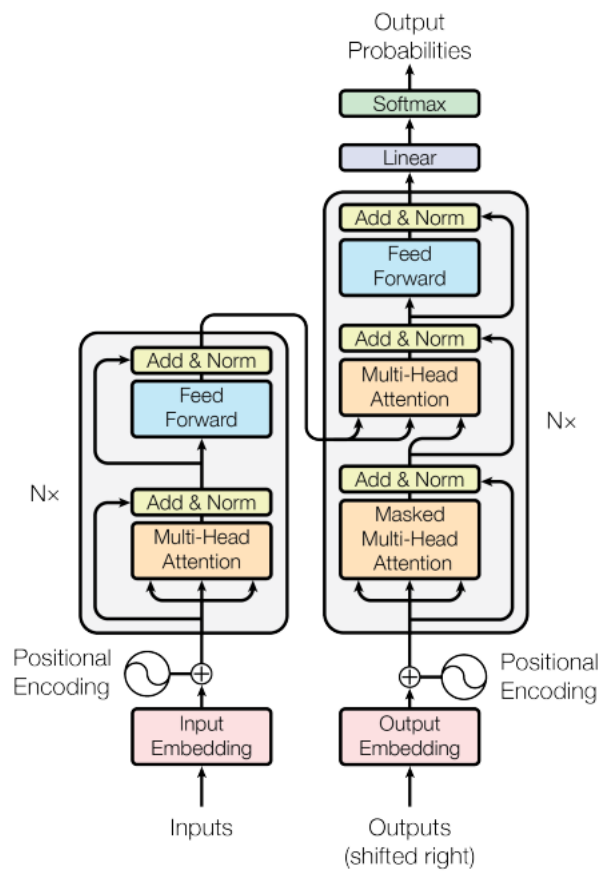 Output
Probabilities
Softmax
Linear
Add & Norm
Feed
Forward
Add & Norm
Multi-Head
Attention
Add & Norm
Masked
Multi-Head
Attention
Nx
Add & Norm
Feed
Forward
Add & Norm
Multi-Head
Attention
Nx
Positional
Encoding
Positional
Encoding
Input
Embedding
Output
Embedding
Inputs
Outputs
(shifted right)